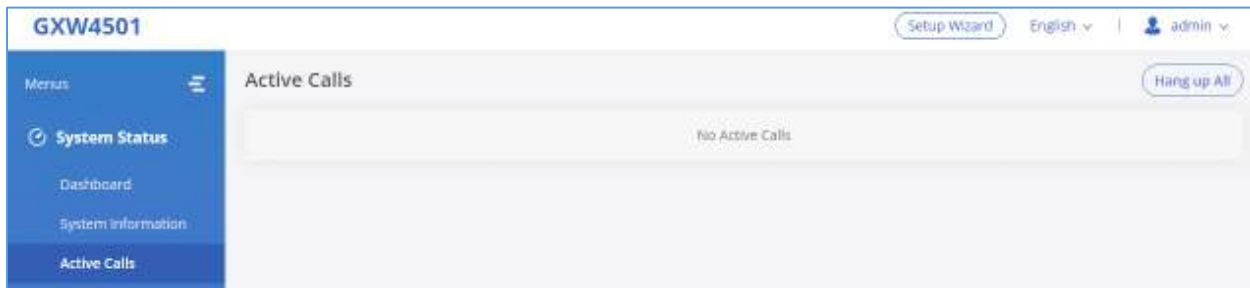 GXW4501
Setup Wizard English admin
Menus
Active Calls
Hang up All
System Status
No Active Calls
Dashboard
System Information
Active Calls